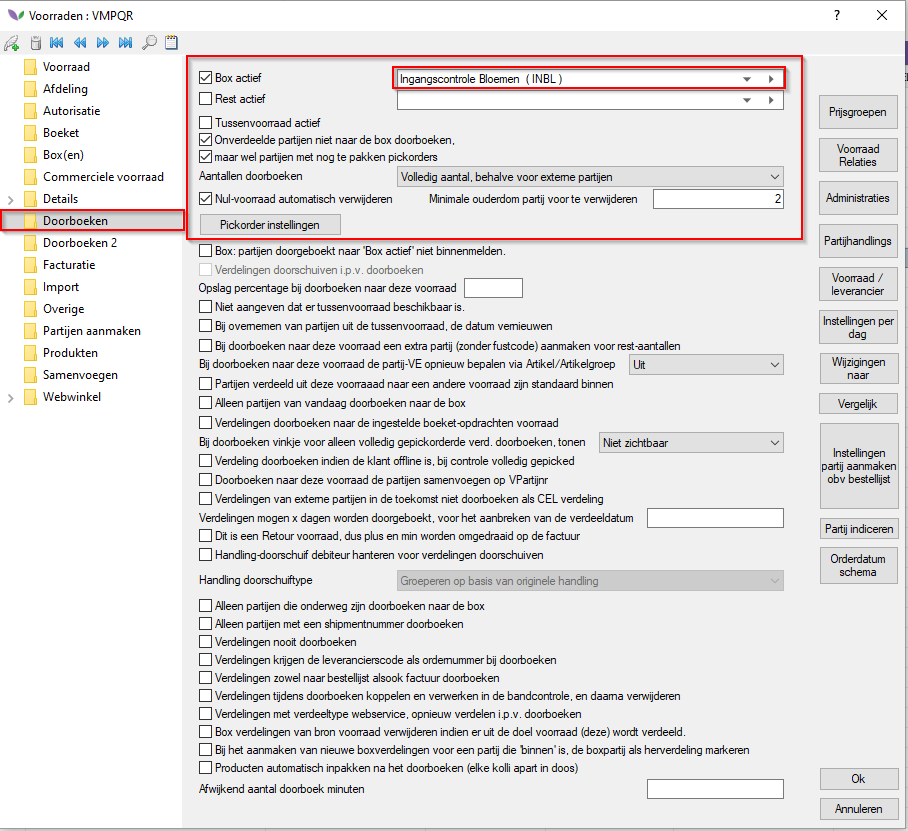 Voorraden : VMPQR
?
Voorraad
Afdeling
Autorisatie
Boeket
Box(en)
Commerciele voorraad
Details
Doorboeken
Doorboeken 2
Facturatie
Import
Overige
Partijen aanmaken
Produkten
Samenvoegen
Webwinkel
Box actief
Ingangscontrole Bloemen ( INBL )
Rest actief
Tussenvoorraad actief
Onverdeelde partijen niet naar de box doorboeken,
maar wel partijen met nog te pakken pickorders
Aantallen doorboeken
Volledig aantal, behalve voor externe partijen
Nul-voorraad automatisch verwijderen
Minimale ouderdom partij voor te verwijderen
2
Pickorder instellingen
Box: partijen doorgeboekt naar 'Box actief' niet binnenmelden.
Verdelingen doorschuiven i.p.v. doorboeken
Opslag percentage bij doorboeken naar deze voorraad
Niet aangeven dat er tussenvoorraad beschikbaar is.
Bij overnemen van partijen uit de tussenvoorraad, de datum vernieuwen
Bij doorboeken naar deze voorraad een extra partij (zonder fustcode) aanmaken voor rest-aantallen
Bij doorboeken naar deze voorraad de partij-VE opnieuw bepalen via Artikel/Artikelgroep
Uit
Partijen verdeeld uit deze voorraaad naar een andere voorraad zijn standaard binnen
Alleen partijen van vandaag doorboeken naar de box
Verdelingen doorboeken naar de ingestelde boeket-opdrachten voorraad
Bij doorboeken vinkje voor alleen volledig gepickorderde verd. doorboeken, tonen
Niet zichtbaar
Verdeling doorboeken indien de klant offline is, bij controle volledig gepicked
Doorboeken naar deze voorraad de partijen samenvoegen op VPartijnr
Verdelingen van externe partijen in de toekomst niet doorboeken als CEL verdeling
Verdelingen mogen x dagen worden doorgeboekt, voor het aanbreken van de verdeeldatum
Dit is een Retour voorraad, dus plus en min worden omgedraaid op de factuur
Handling-doorschuif debiteur hanteren voor verdelingen doorschuiven
Handling doorschuiftype
Groeperen op basis van originele handling
Alleen partijen die onderweg zijn doorboeken naar de box
Alleen partijen met een shipmentnummer doorboeken
Verdelingen nooit doorboeken
Verdelingen krijgen de leverancierscode als ordernummer bij doorboeken
Verdelingen zowel naar bestellijst alsook factuur doorboeken
Verdelingen tijdens doorboeken koppelen en verwerken in de bandcontrole, en daarna verwijderen
Verdelingen met verdeeltype webservice, opnieuw verdelen i.p.v. doorboeken
Box verdelingen van bron voorraad verwijderen indien er uit de doel voorraad (deze) wordt verdeeld.
Bij het aanmaken van nieuwe boxverdelingen voor een partij die 'binnen' is, de boxpartij als herverdeling markeren
Producten automatisch inpakken na het doorboeken (elke kolli apart in doos)
Afwijkend aantal doorboek minuten
Prijsgroepen
Voorraad
Relaties
Administraties
Partijhandlings
Voorraad /
leverancier
Instellingen per
dag
Wijzigingen
naar
Vergelijk
Instellingen
partij aanmaken
obv bestellijst
Partij indiceren
Orderdatum
schema
Ok
Annuleren